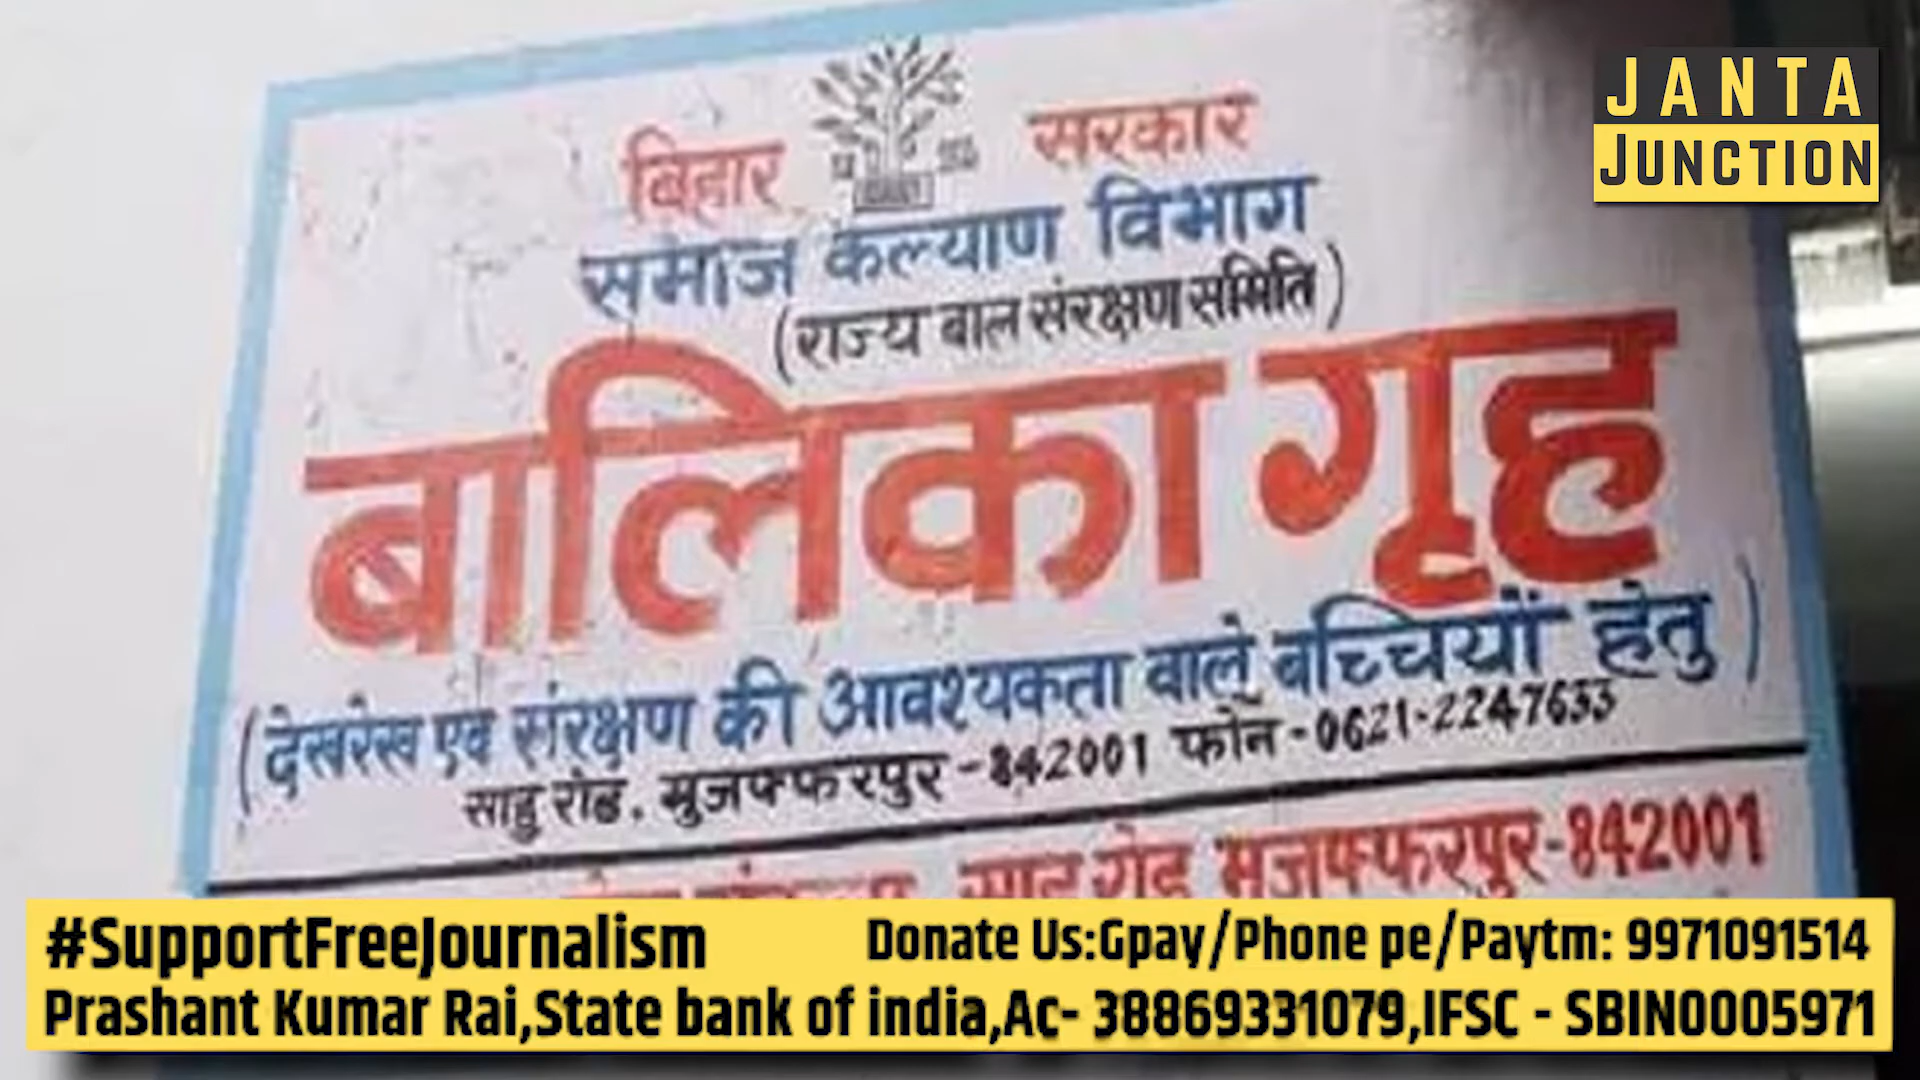 JANTA
JUNCTION
बिहार सरकार
समाज कल्याण विभाग
(राज्य बाल संरक्षण समिति)
बालिका गृह
(देखरेख एव संरक्षण की आवश्यकता वाले बच्चियों हेतु)
साहु रोड. मुजफ्फरपुर-842001 फोन-0621-2247633
साहु रोड मुजफ्फरपुर-842001
#SupportFreeJournalism Donate Us:Gpay/Phone pe/Paytm: 9971091514
Prashant Kumar Rai,State bank of india,Ac- 38869331079,IFSC - SBIN0005971